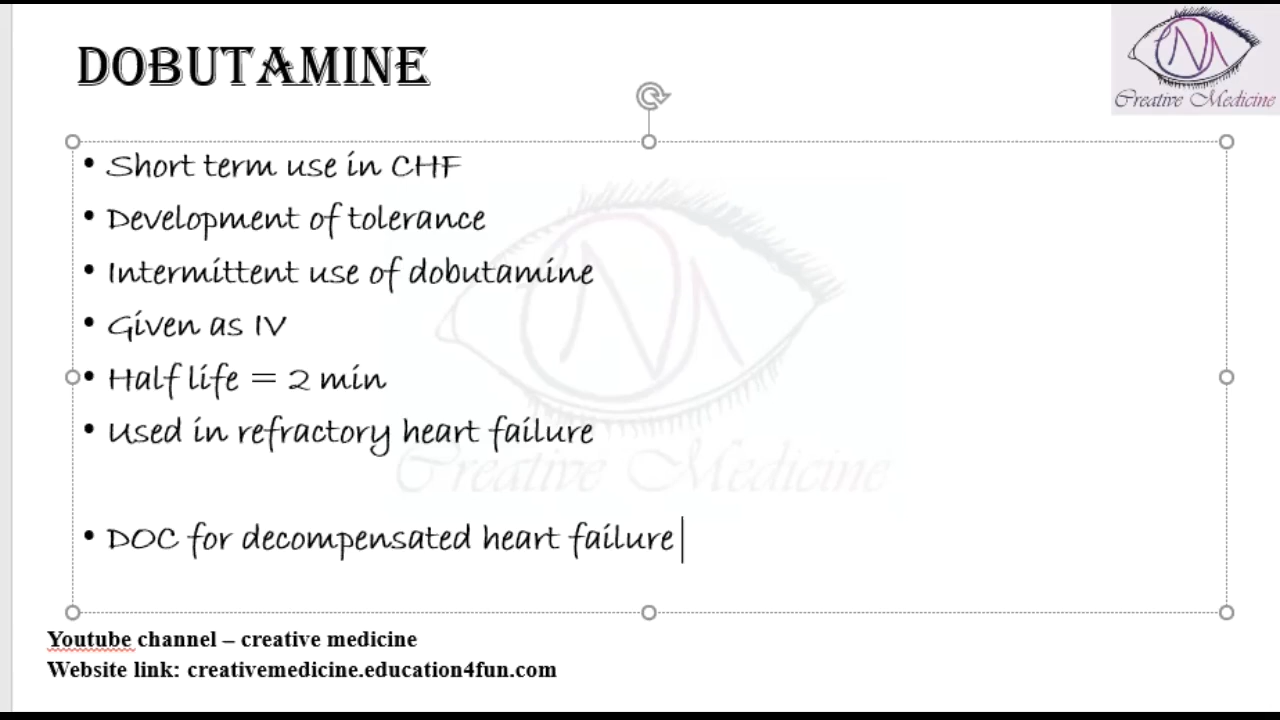 DOBUTAMINE
Creative Medicine
• Short term use in CHF
• Development of tolerance
• Intermittent use of dobutamine
• Given as IV
• Half life = 2 min
• Used in refractory heart failure
Creative Medicine
• DOC for decompensated heart failure
Youtube channel – creative medicine
Website link: creativemedicine.education4fun.com